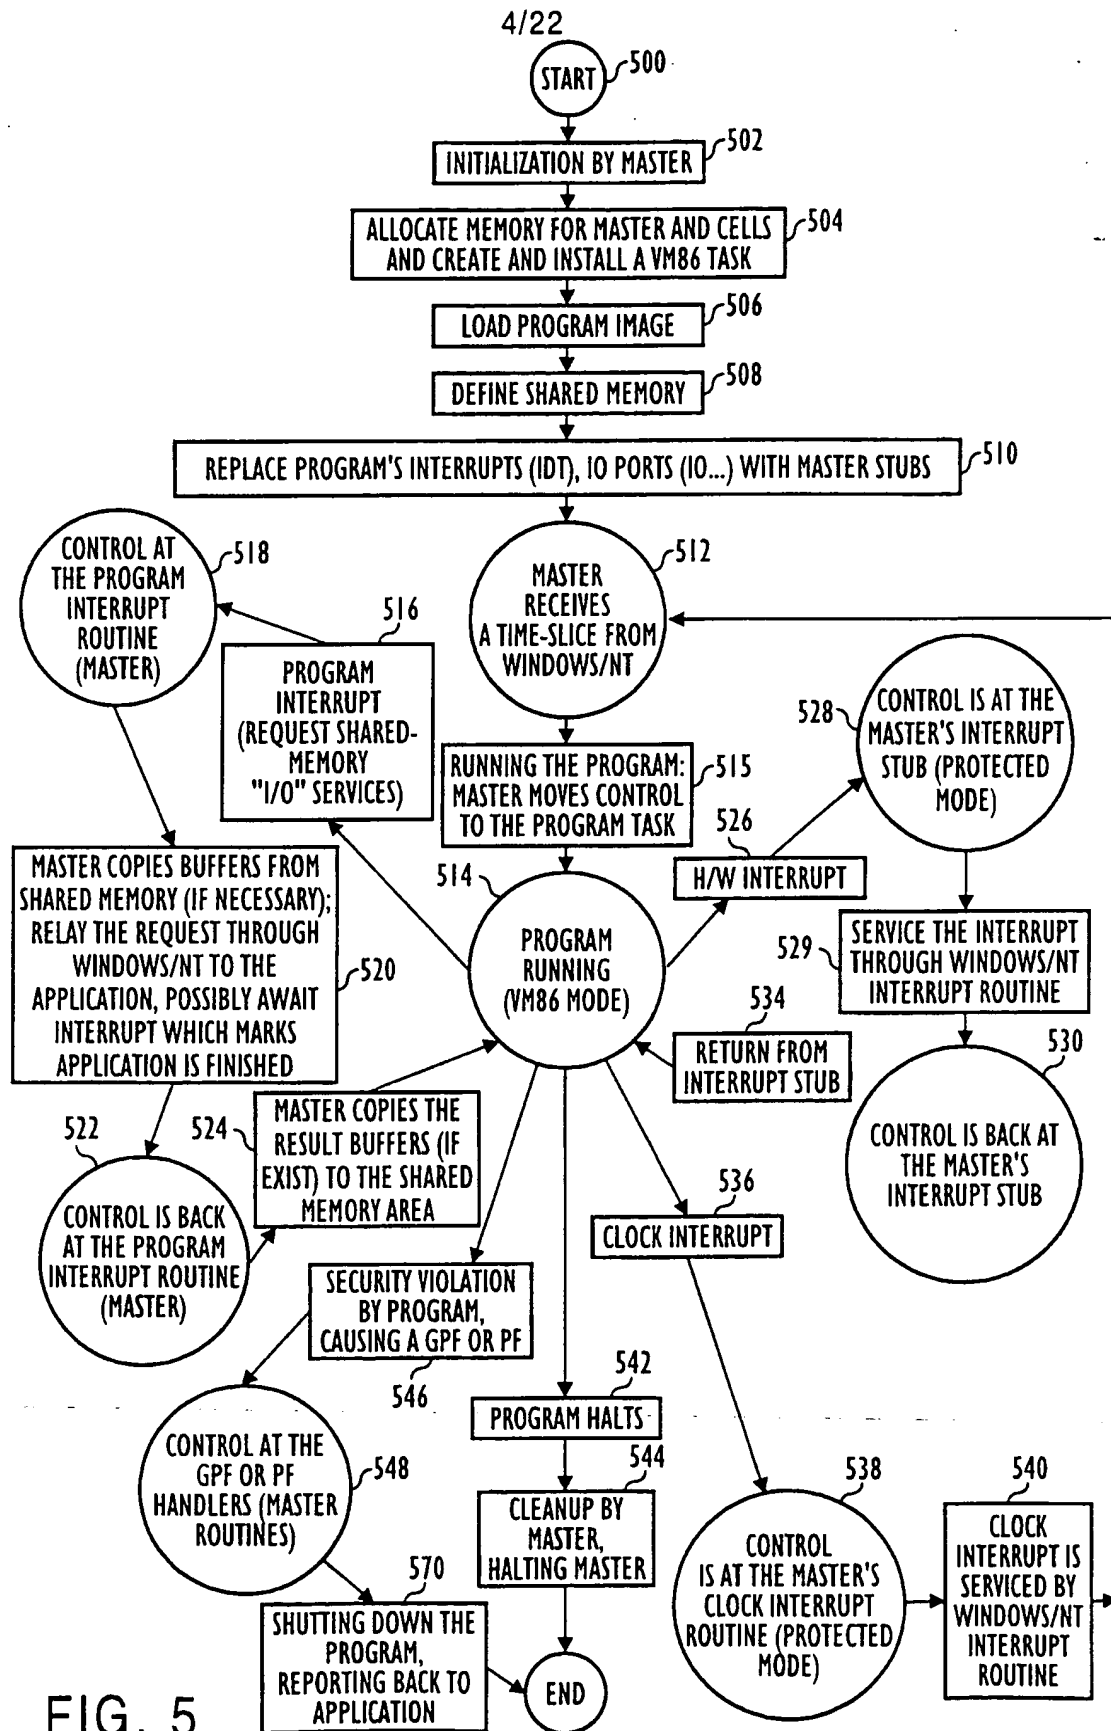 4/22
START
500
502
INITIALIZATION BY MASTER
504
ALLOCATE MEMORY FOR MASTER AND CELLS
AND CREATE AND INSTALL A VM86 TASK
506
LOAD PROGRAM IMAGE
508
DEFINE SHARED MEMORY
510
REPLACE PROGRAM'S INTERRUPTS (IDT), IO PORTS (IO...) WITH MASTER STUBS
512
MASTER
RECEIVES
A TIME-SLICE FROM
WINDOWS/NT
518
CONTROL AT
THE PROGRAM
INTERRUPT
ROUTINE
(MASTER)
516
PROGRAM
INTERRUPT
(REQUEST SHARED-
MEMORY
"I/O" SERVICES)
515
RUNNING THE PROGRAM:
MASTER MOVES CONTROL
TO THE PROGRAM TASK
528
CONTROL IS AT THE
MASTER'S INTERRUPT
STUB (PROTECTED
MODE)
526
H/W INTERRUPT
514
PROGRAM
RUNNING
(VM86 MODE)
MASTER COPIES BUFFERS FROM
SHARED MEMORY (IF NECESSARY);
RELAY THE REQUEST THROUGH
WINDOWS/NT TO THE
APPLICATION, POSSIBLY AWAIT
INTERRUPT WHICH MARKS
APPLICATION IS FINISHED
520
529
SERVICE THE INTERRUPT
THROUGH WINDOWS/NT
INTERRUPT ROUTINE
534
RETURN FROM
INTERRUPT STUB
530
CONTROL IS BACK AT
THE MASTER'S
INTERRUPT STUB
522
CONTROL IS BACK
AT THE PROGRAM
INTERRUPT ROUTINE
(MASTER)
524
MASTER COPIES THE
RESULT BUFFERS (IF
EXIST) TO THE SHARED
MEMORY AREA
536
CLOCK INTERRUPT
SECURITY VIOLATION
BY PROGRAM,
CAUSING A GPF OR PF
546
542
PROGRAM HALTS
548
CONTROL AT THE
GPF OR PF
HANDLERS (MASTER
ROUTINES)
544
CLEANUP BY
MASTER,
HALTING MASTER
538
CONTROL
IS AT THE MASTER'S
CLOCK INTERRUPT
ROUTINE (PROTECTED
MODE)
540
CLOCK
INTERRUPT IS
SERVICED BY
WINDOWS/NT
INTERRUPT
ROUTINE
570
SHUTTING DOWN THE
PROGRAM,
REPORTING BACK TO
APPLICATION
END
FIG. 5